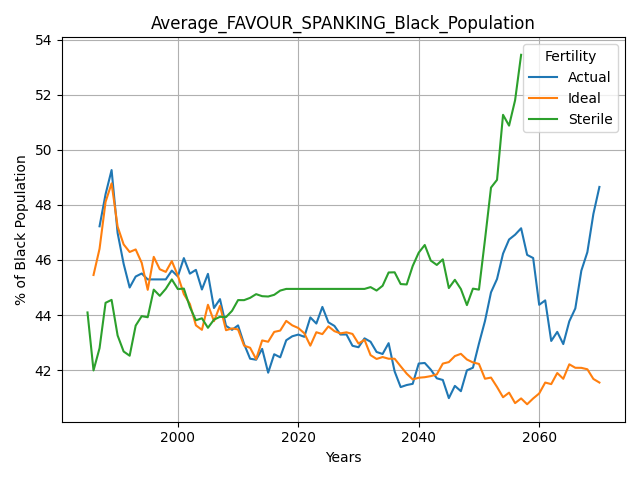 Average_FAVOUR_SPANKING_Black_Population
54
52
50
48
46
44
42
% of Black Population
Fertility
Actual
Ideal
Sterile
2000
2020
2040
2060
Years